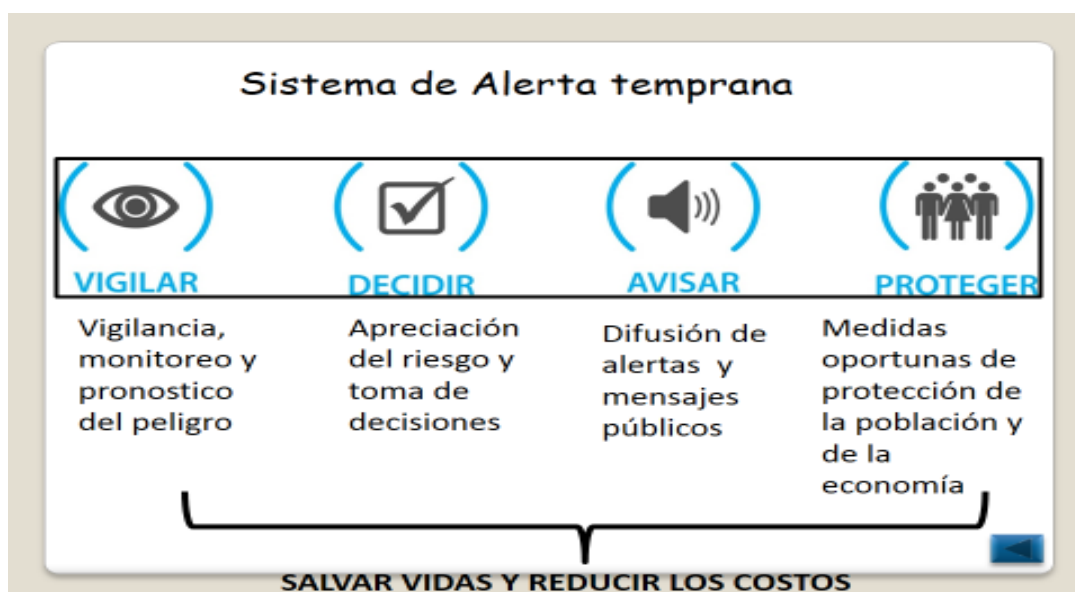 Sistema de Alerta temprana
VIGILAR
DECIDIR
AVISAR
PROTEGER
Vigilancia,
monitoreo y
pronostico
del peligro
Apreciación
del riesgo y
toma de
decisiones
Difusión de
alertas y
mensajes
públicos
Medidas
oportunas de
protección de
la población y
de la
economía
SALVAR VIDAS Y REDUCIR LOS COSTOS